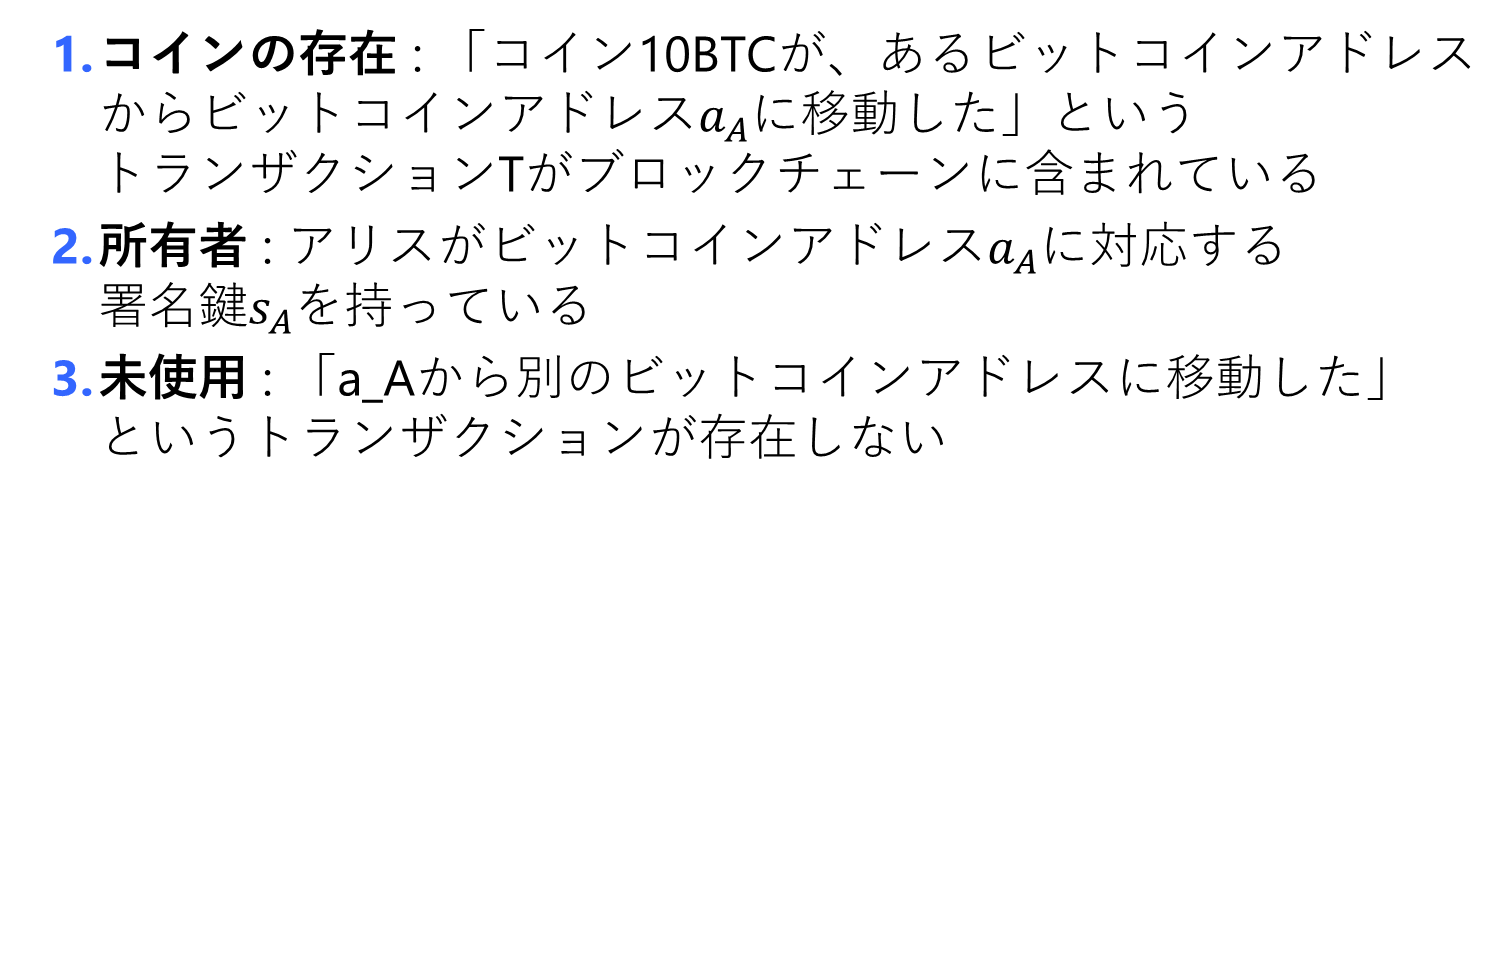 1.コインの存在：「コイン10BTCが、あるビットコインアドレス
からビットコインアドレスa_Aに移動した」という
トランザクションTがブロックチェーンに含まれている
2.所有者：アリスがビットコインアドレスa_Aに対応する
署名鍵s_Aを持っている
3.未使用：「a_Aから別のビットコインアドレスに移動した」
というトランザクションが存在しない